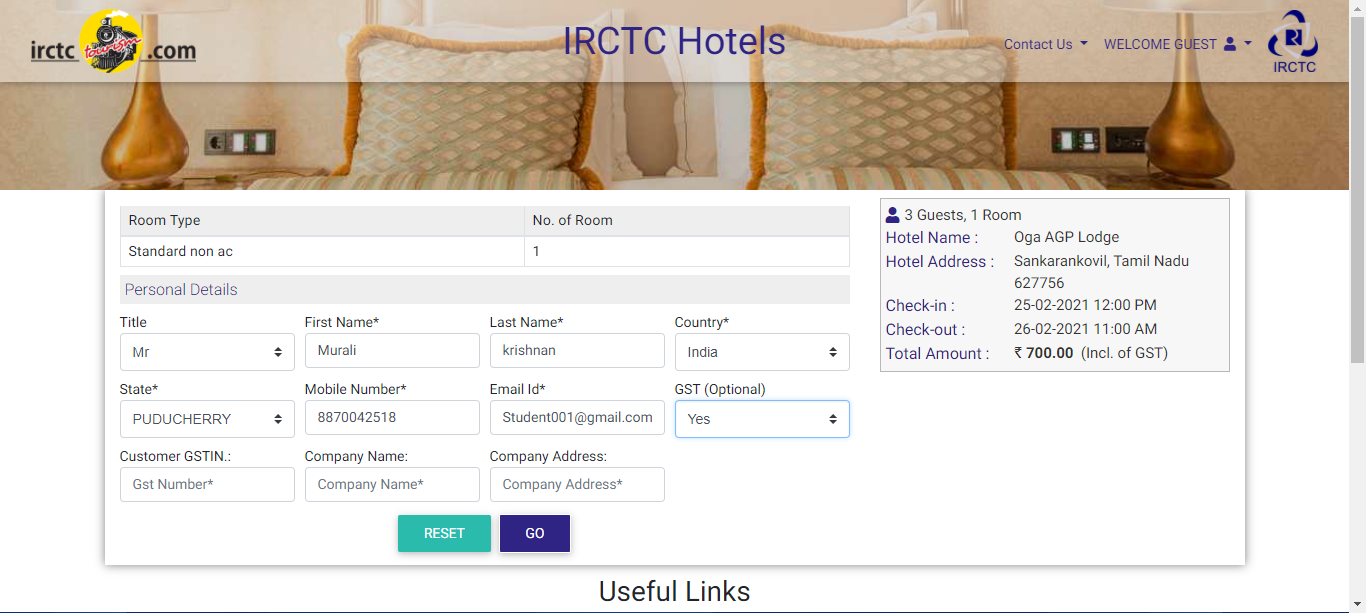 irctc tourism .com
IRCTC Hotels
Contact Us
WELCOME GUEST
IRCTC
Room Type No. of Room
Standard non ac 1
Personal Details
Title First Name* Last Name* Country*
Mr Murali krishnan India
State* Mobile Number* Email Id* GST (Optional)
PUDUCHERRY 8870042518 Student001@gmail.com Yes
Customer GSTIN.: Company Name: Company Address:
Gst Number* Company Name* Company Address*
RESET GO
3 Guests, 1 Room
Hotel Name : Oga AGP Lodge
Hotel Address : Sankarankovil, Tamil Nadu
627756
Check-in : 25-02-2021 12:00 PM
Check-out : 26-02-2021 11:00 AM
Total Amount : ₹ 700.00 (Incl. of GST)
Useful Links